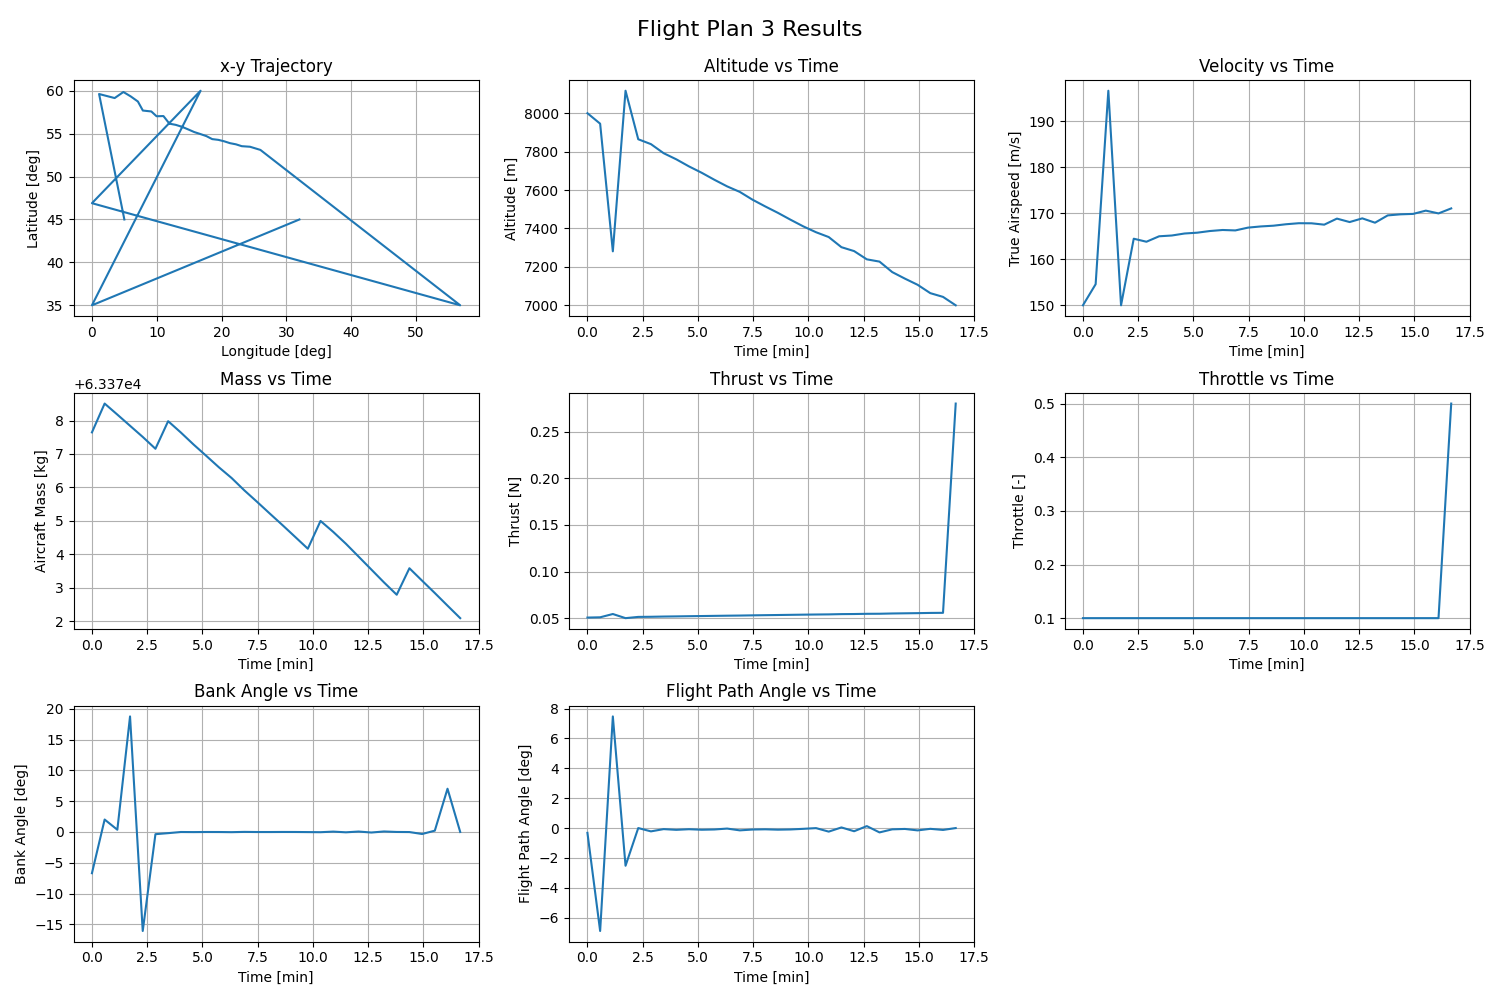 Flight Plan 3 Results
x-y Trajectory
Latitude [deg]
60
55
50
45
40
35
0 10 20 30 40 50
Longitude [deg]
Altitude vs Time
Altitude [m]
8000
7800
7600
7400
7200
7000
0.0 2.5 5.0 7.5 10.0 12.5 15.0 17.5
Time [min]
Velocity vs Time
True Airspeed [m/s]
190
180
170
160
150
0.0 2.5 5.0 7.5 10.0 12.5 15.0 17.5
Time [min]
Mass vs Time
+6.337e4
Aircraft Mass [kg]
8
7
6
5
4
3
2
0.0 2.5 5.0 7.5 10.0 12.5 15.0 17.5
Time [min]
Thrust vs Time
Thrust [N]
0.25
0.20
0.15
0.10
0.05
0.0 2.5 5.0 7.5 10.0 12.5 15.0 17.5
Time [min]
Throttle vs Time
Throttle [-]
0.5
0.4
0.3
0.2
0.1
0.0 2.5 5.0 7.5 10.0 12.5 15.0 17.5
Time [min]
Bank Angle vs Time
Bank Angle [deg]
20
15
10
5
0
−5
−10
−15
0.0 2.5 5.0 7.5 10.0 12.5 15.0 17.5
Time [min]
Flight Path Angle vs Time
Flight Path Angle [deg]
8
6
4
2
0
−2
−4
−6
0.0 2.5 5.0 7.5 10.0 12.5 15.0 17.5
Time [min]